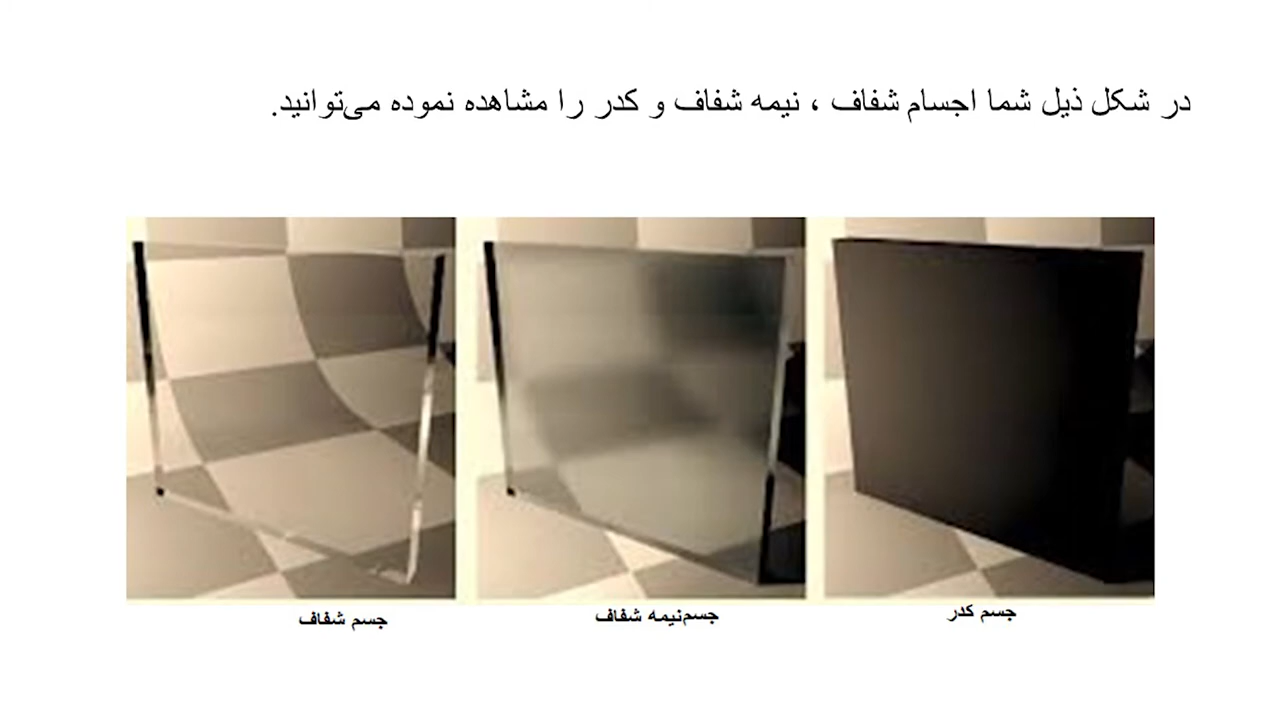 در شکل ذیل شما اجسام شفاف ، نیمه شفاف و کدر را مشاهده نموده می‌توانید.
جسم کدر
جسم‌نیمه شفاف
جسم شفاف